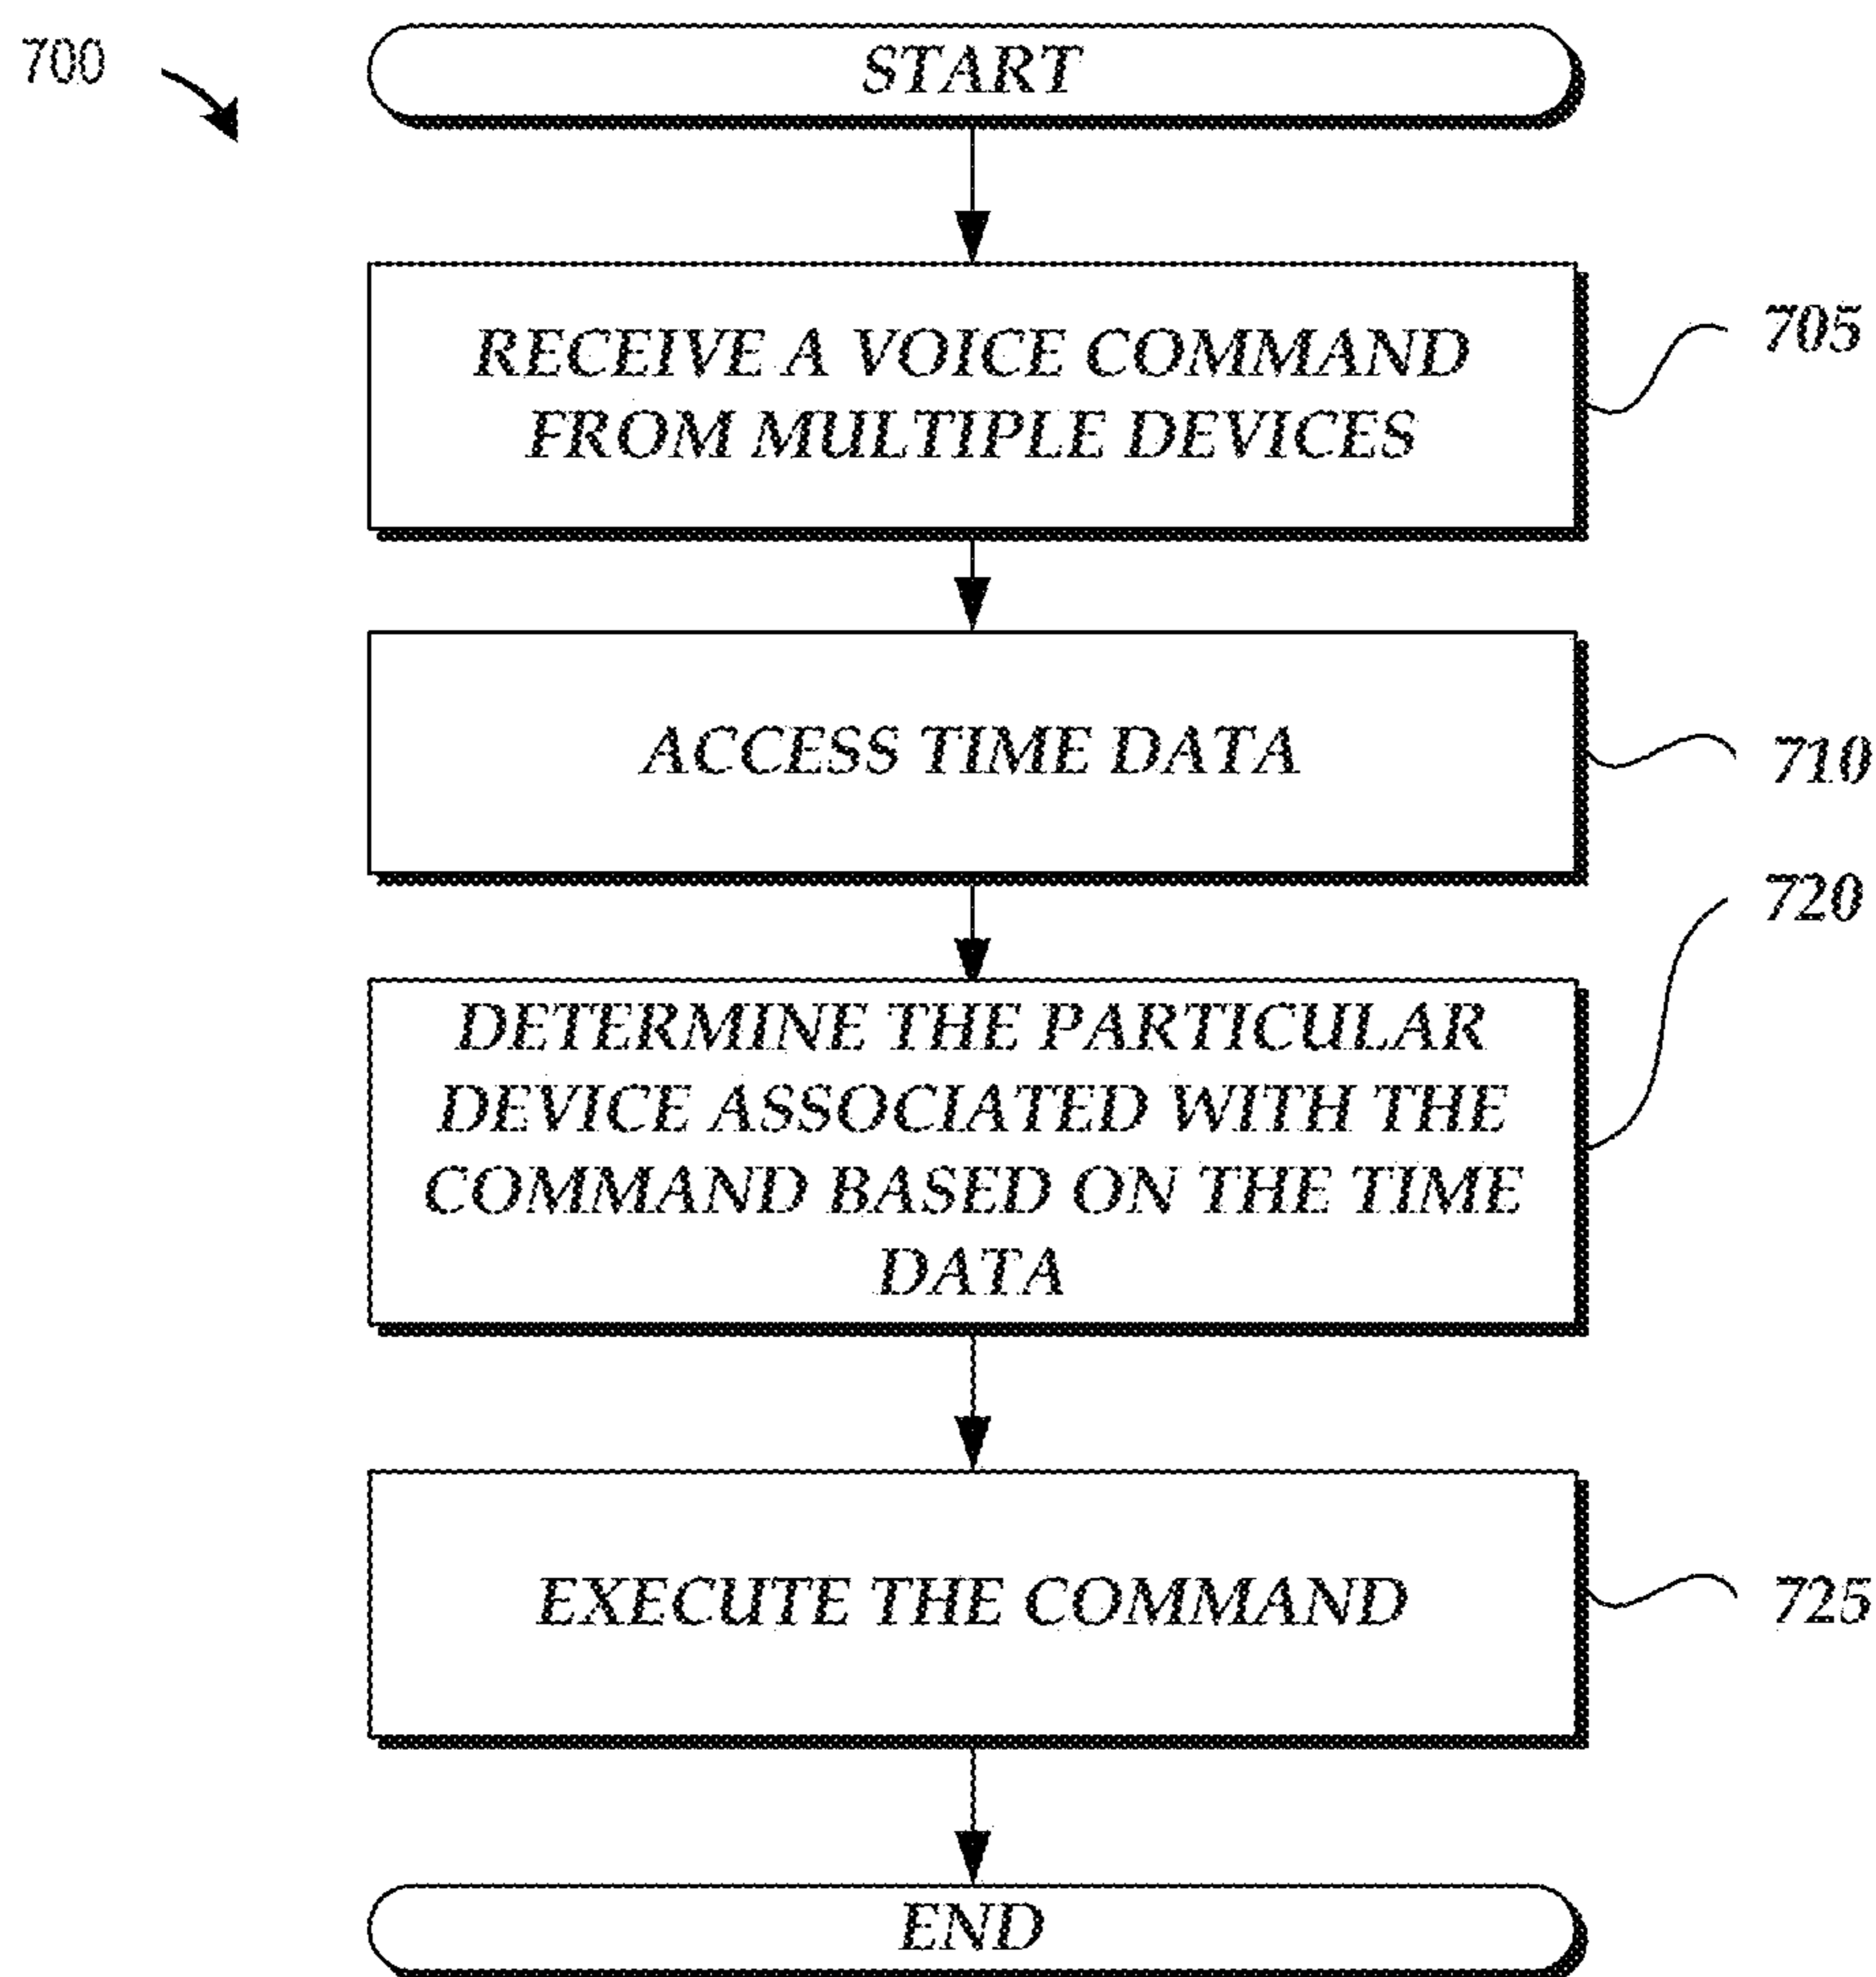 700
START
RECEIVE A VOICE COMMAND
FROM MULTIPLE DEVICES
705
ACCESS TIME DATA
710
720
DETERMINE THE PARTICULAR
DEVICE ASSOCIATED WITH THE
COMMAND BASED ON THE TIME
DATA
EXECUTE THE COMMAND
725
END